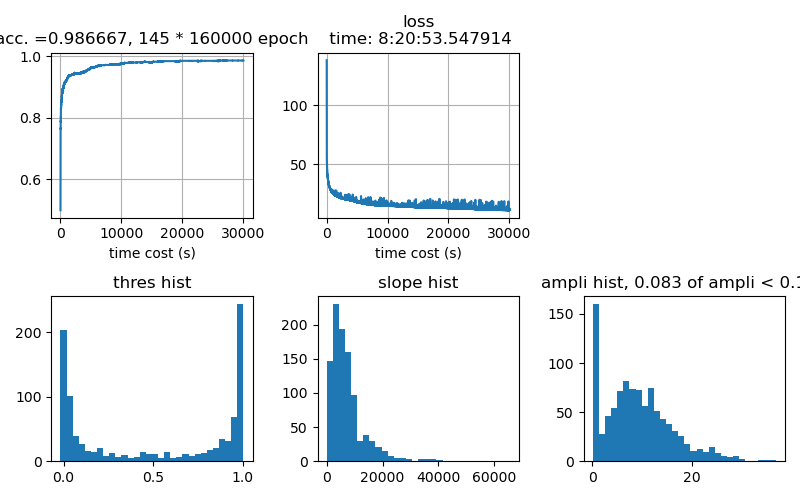 acc. =0.986667, 145 * 160000 epoch
loss
time: 8:20:53.547914
1.0
0.8
0.6
0 10000 20000 30000
time cost (s)
100
50
0 10000 20000 30000
time cost (s)
thres hist
200
100
0
0.0 0.5 1.0
slope hist
200
150
100
50
0
0 20000 40000 60000
ampli hist, 0.083 of ampli < 0.1
150
100
50
0
0 20